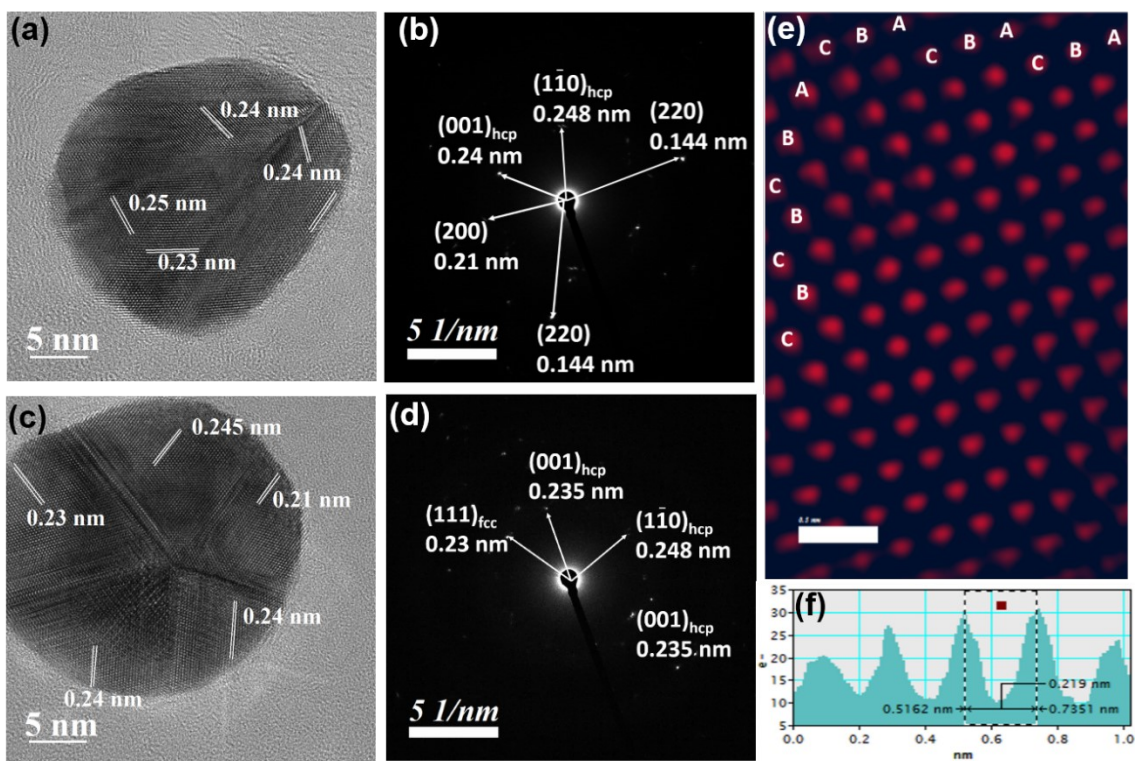 (a)
0.24 nm
0.24 nm
0.25 nm
0.23 nm
5 nm
(b)
(11̄0)hcp
0.248 nm
(220)
0.144 nm
(001)hcp
0.24 nm
(200)
0.21 nm
(220)
0.144 nm
5 1/nm
(c)
0.245 nm
0.21 nm
0.23 nm
0.24 nm
0.24 nm
5 nm
(d)
(001)hcp
0.235 nm
(111)fcc
0.23 nm
(11̄0)hcp
0.248 nm
(001)hcp
0.235 nm
5 1/nm
(e)
C B A C B A C B A
A
B
C
B
C
B
C
0.5 nm
(f)
e-
35
30
25
20
15
10
5
0.219 nm
0.5162 nm
0.7351 nm
0.0 0.2 0.4 0.6 0.8 1.0
nm